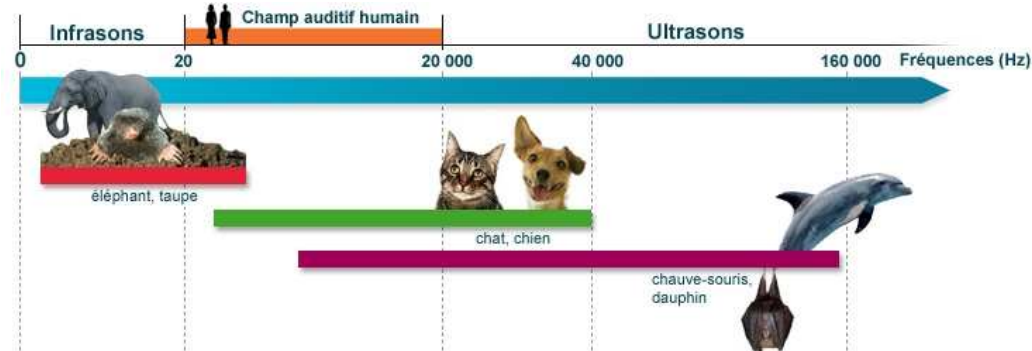 Infrasons
Champ auditif humain
Ultrasons
0
20
20 000
40 000
160 000
Fréquences (Hz)
éléphant, taupe
chat, chien
chauve-souris,
dauphin